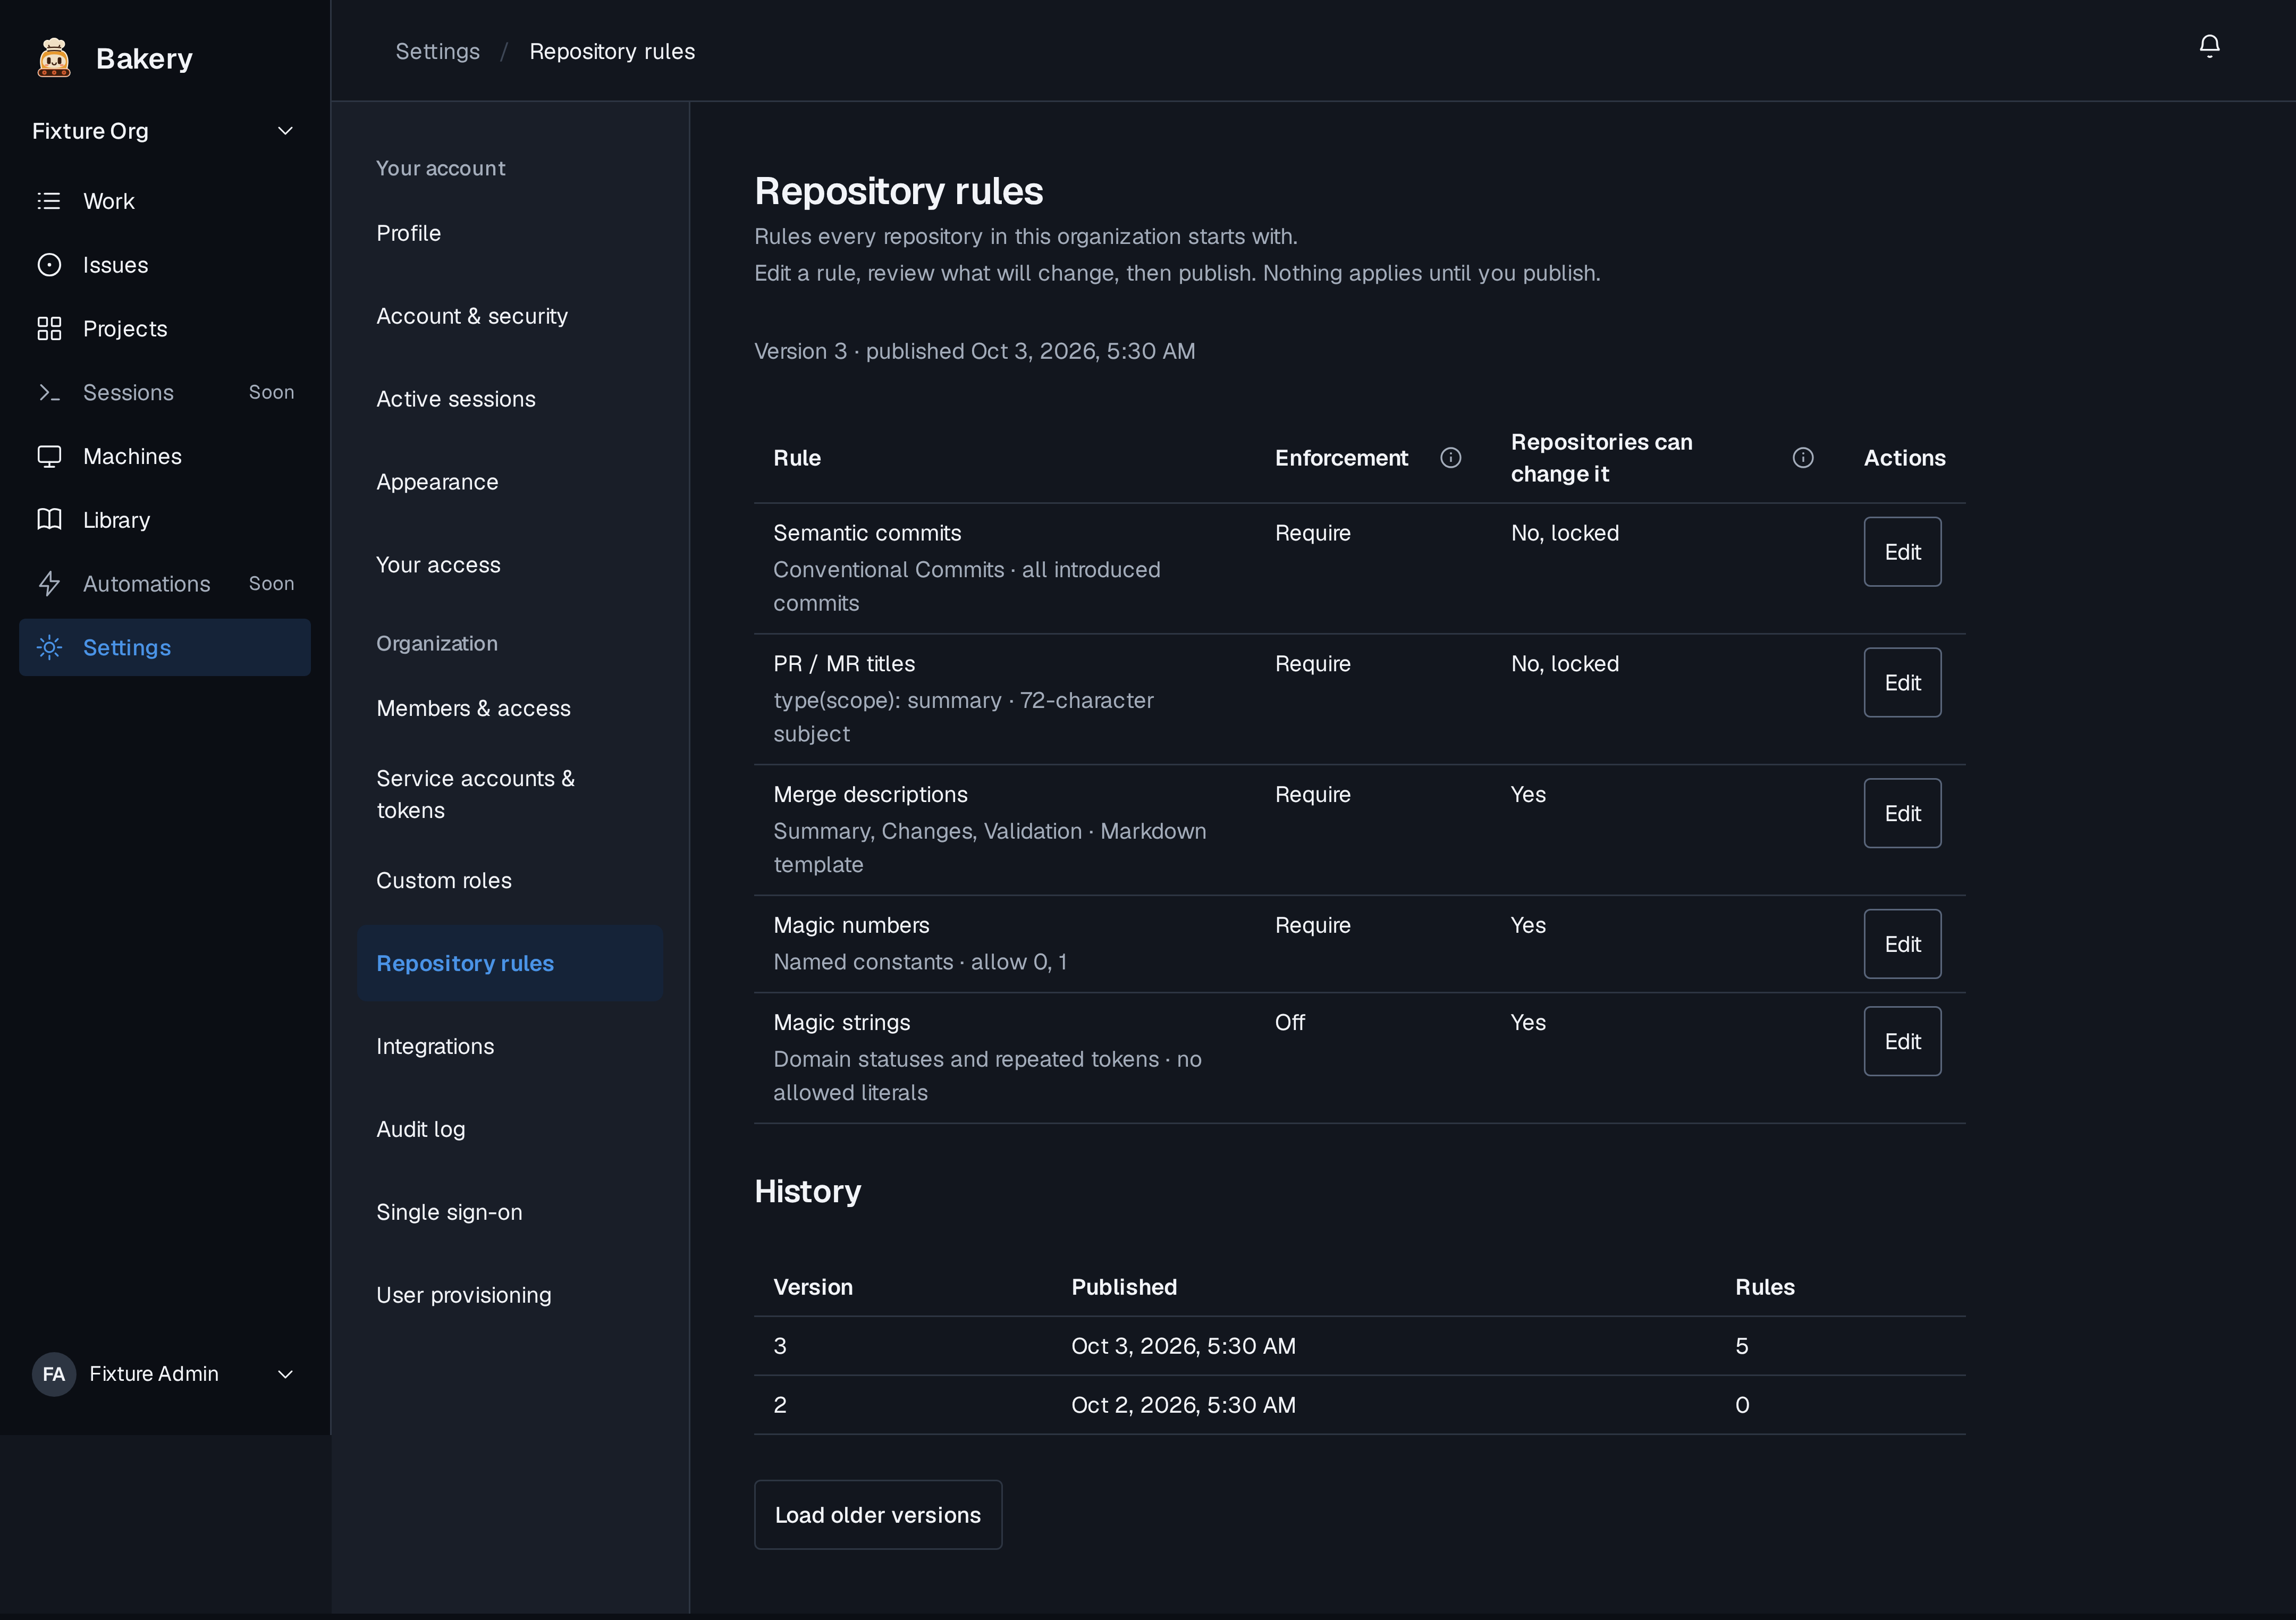 Bakery
Fixture Org
Work
Issues
Projects
Sessions Soon
Machines
Library
Automations Soon
Settings
FA Fixture Admin
Settings / Repository rules
Your account
Profile
Account & security
Active sessions
Appearance
Your access
Organization
Members & access
Service accounts &
tokens
Custom roles
Repository rules
Integrations
Audit log
Single sign-on
User provisioning
Repository rules
Rules every repository in this organization starts with.
Edit a rule, review what will change, then publish. Nothing applies until you publish.
Version 3 · published Oct 3, 2026, 5:30 AM
Rule Enforcement Repositories can
change it Actions
Semantic commits Require No, locked Edit
Conventional Commits · all introduced
commits
PR / MR titles Require No, locked Edit
type(scope): summary · 72-character
subject
Merge descriptions Require Yes Edit
Summary, Changes, Validation · Markdown
template
Magic numbers Require Yes Edit
Named constants · allow 0, 1
Magic strings Off Yes Edit
Domain statuses and repeated tokens · no
allowed literals
History
Version Published Rules
3 Oct 3, 2026, 5:30 AM 5
2 Oct 2, 2026, 5:30 AM 0
Load older versions